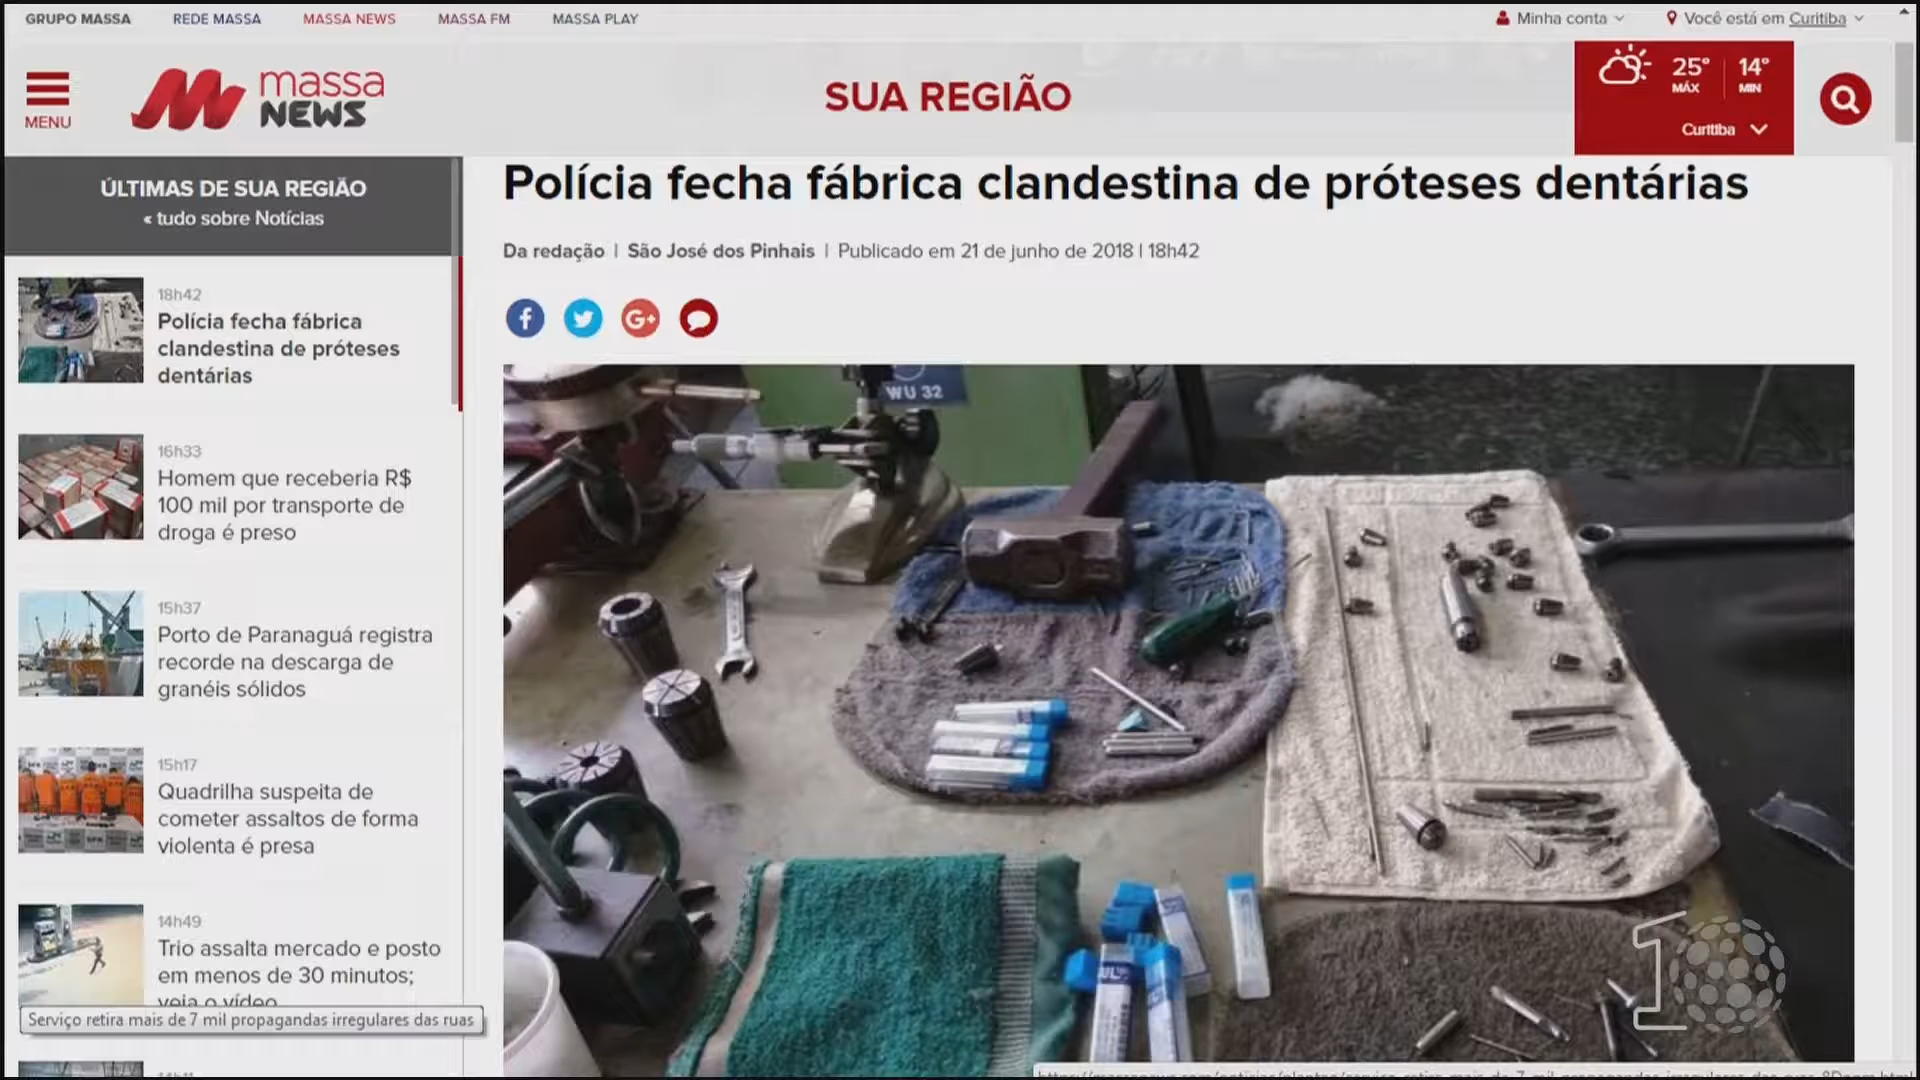 GRUPO MASSA REDE MASSA MASSA NEWS MASSA FM MASSA PLAY Minha conta Você está em Curitiba
MENU
massa
NEWS
SUA REGIÃO
25° 14°
MÁX MIN
Curitiba
ÚLTIMAS DE SUA REGIÃO
« tudo sobre Notícias
18h42
Polícia fecha fábrica
clandestina de próteses
dentárias
16h33
Homem que receberia R$
100 mil por transporte de
droga é preso
15h37
Porto de Paranaguá registra
recorde na descarga de
granéis sólidos
15h17
Quadrilha suspeita de
cometer assaltos de forma
violenta é presa
14h49
Trio assalta mercado e posto
em menos de 30 minutos;
veja o vídeo
Serviço retira mais de 7 mil propagandas irregulares das ruas
Polícia fecha fábrica clandestina de próteses dentárias
Da redação | São José dos Pinhais | Publicado em 21 de junho de 2018 | 18h42
f G+
WU 32
10